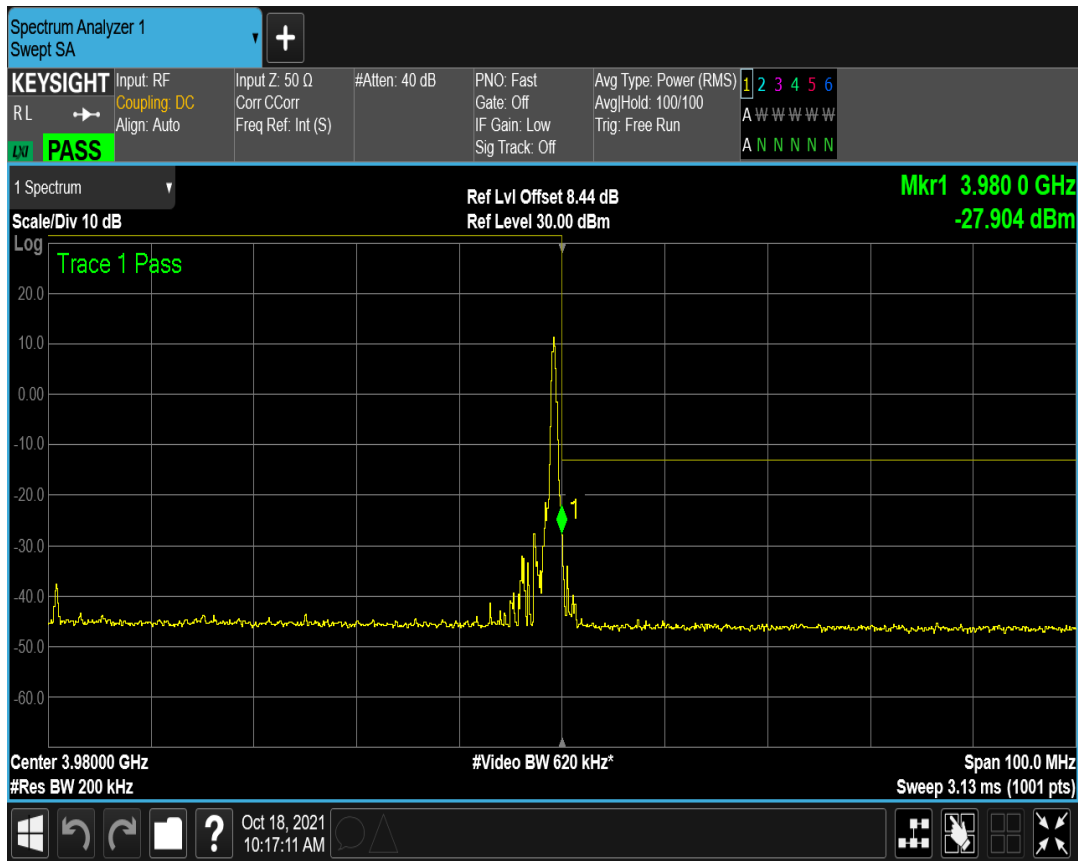 Spectrum Analyzer 1
Swept SA
+
KEYSIGHT
RL
LXI PASS
Input: RF
Coupling: DC
Align: Auto
Input Z: 50 Ω
Corr CCorr
Freq Ref: Int (S)
#Atten: 40 dB
PNO: Fast
Gate: Off
IF Gain: Low
Sig Track: Off
Avg Type: Power (RMS)
Avg|Hold: 100/100
Trig: Free Run
1 2 3 4 5 6
A W W W W W
A N N N N N
1 Spectrum
Scale/Div 10 dB
Log
Ref Lvl Offset 8.44 dB
Ref Level 30.00 dBm
Mkr1 3.980 0 GHz
-27.904 dBm
Trace 1 Pass
20.0
10.0
0.00
-10.0
-20.0
1
-30.0
-40.0
-50.0
-60.0
Center 3.98000 GHz
#Res BW 200 kHz
#Video BW 620 kHz*
Span 100.0 MHz
Sweep 3.13 ms (1001 pts)
?
Oct 18, 2021
10:17:11 AM